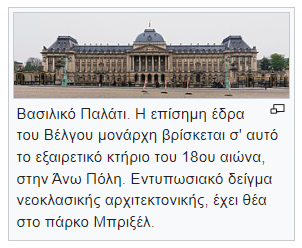 Βασιλικό Παλάτι. Η επίσημη έδρα
του Βέλγου μονάρχη βρίσκεται σ' αυτό
το εξαιρετικό κτήριο του 18ου αιώνα,
στην Άνω Πόλη. Εντυπωσιακό δείγμα
νεοκλασικής αρχιτεκτονικής, έχει θέα
στο πάρκο Μπριξέλ.